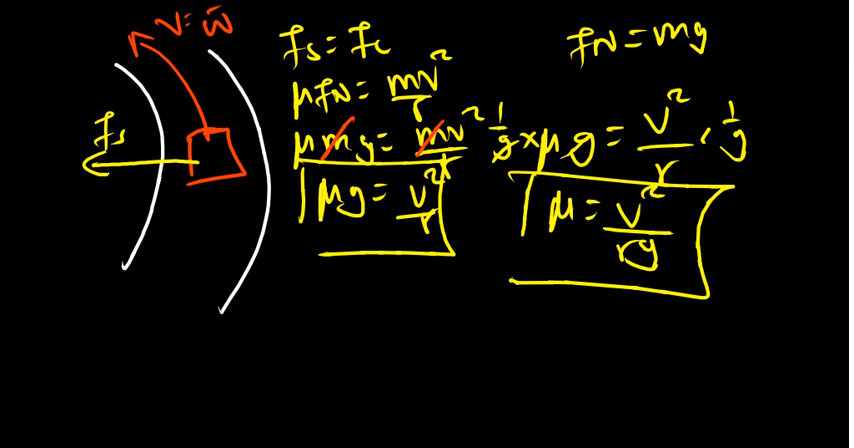 fs = fc
μfN = mv²/r
μmg = mv²/r
μg = v²/r
fN = mg
1/g × μg = v²/r · 1/g
μ = v²/rg
fs